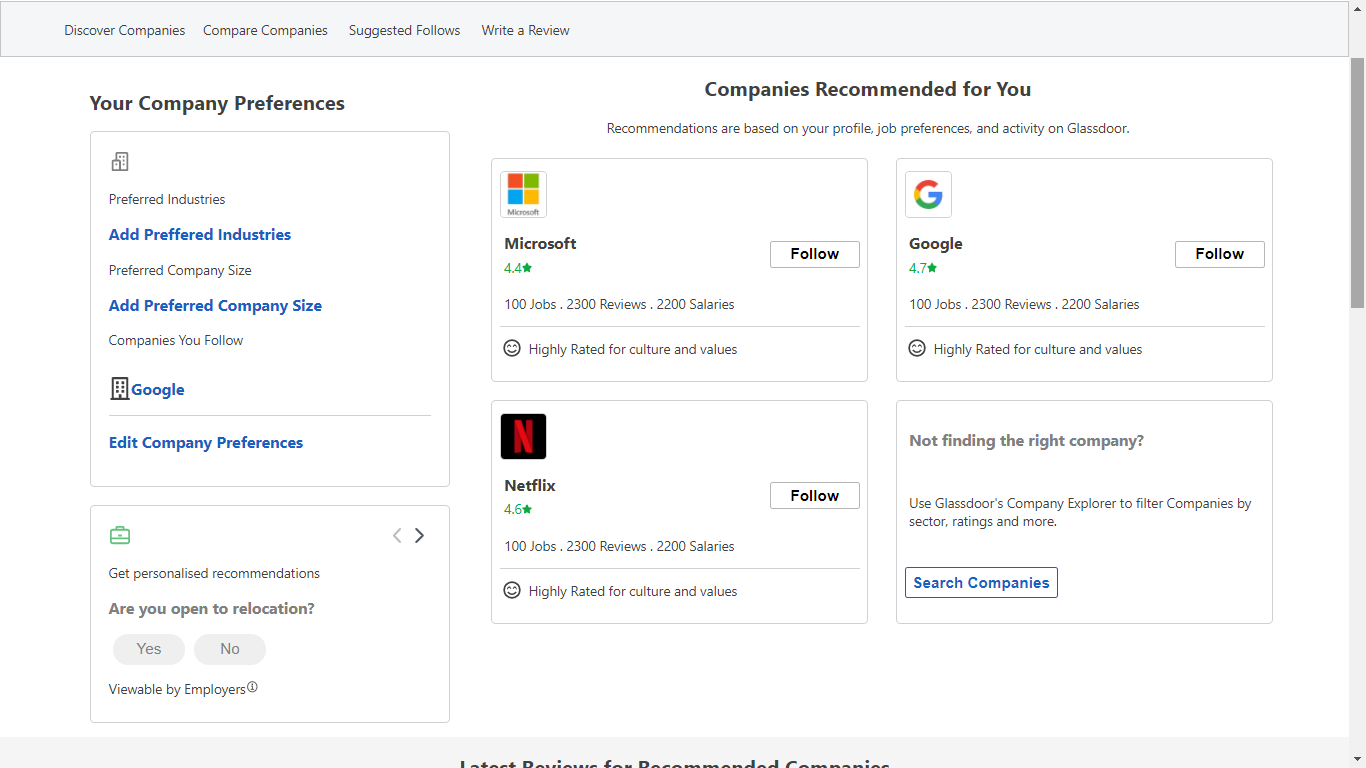 Discover Companies Compare Companies Suggested Follows Write a Review
Your Company Preferences
Preferred Industries
Add Preffered Industries
Preferred Company Size
Add Preferred Company Size
Companies You Follow
Google
Edit Company Preferences
Get personalised recommendations
Are you open to relocation?
Yes No
Viewable by Employers
Companies Recommended for You
Recommendations are based on your profile, job preferences, and activity on Glassdoor.
Microsoft
Microsoft
Follow
4.4
100 Jobs . 2300 Reviews . 2200 Salaries
Highly Rated for culture and values
G
Google
Follow
4.7
100 Jobs . 2300 Reviews . 2200 Salaries
Highly Rated for culture and values
N
Netflix
Follow
4.6
100 Jobs . 2300 Reviews . 2200 Salaries
Highly Rated for culture and values
Not finding the right company?
Use Glassdoor's Company Explorer to filter Companies by
sector, ratings and more.
Search Companies
Latest Reviews for Recommended Companies